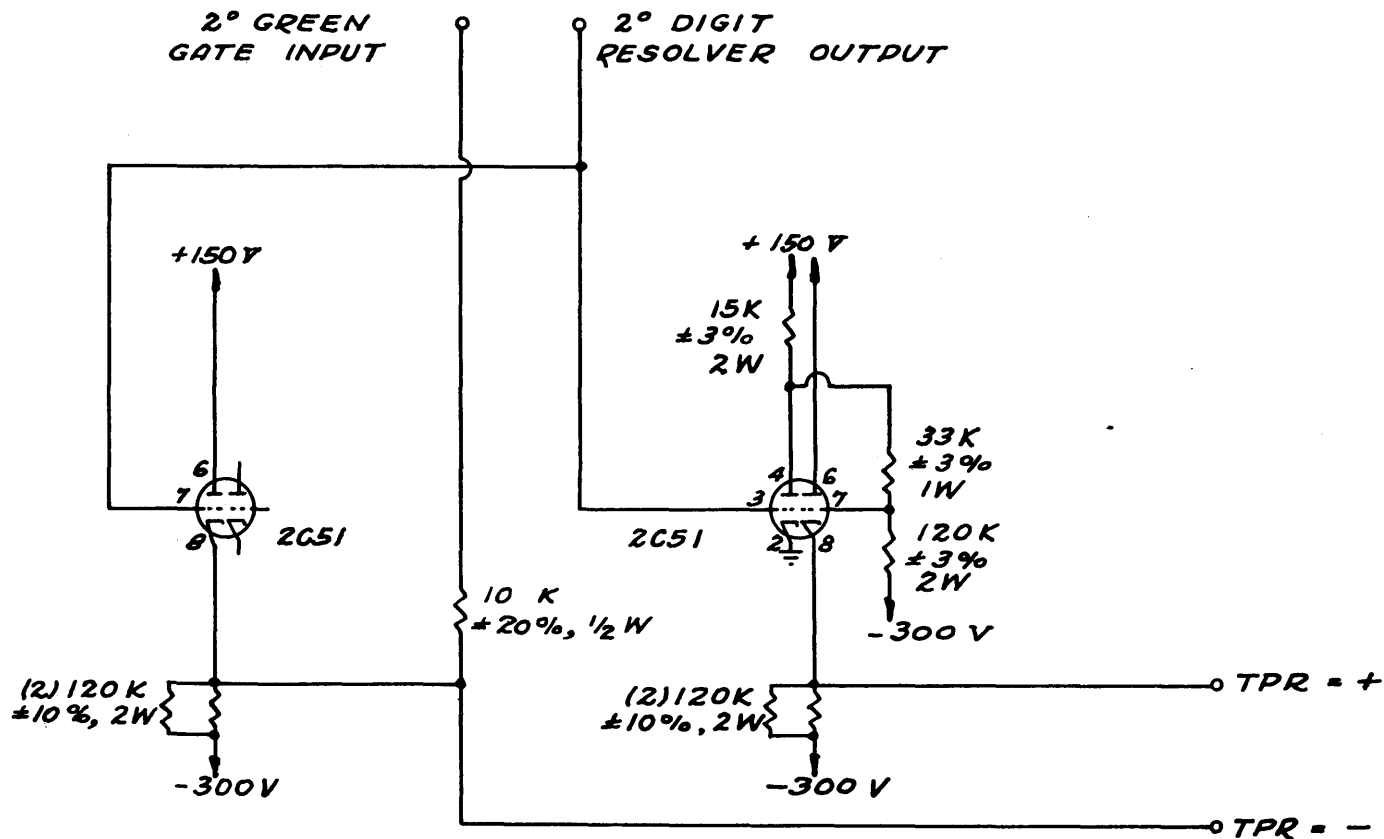 2° GREEN
GATE INPUT
2° DIGIT
RESOLVER OUTPUT
+150V
+150V
15K
±3%
2W
33K
±3%
1W
6
7
8
2C51
4
6
3
7
2
8
2C51
120K
±3%
2W
-300V
10 K
±20%, 1/2 W
(2) 120K
±10%, 2W
-300V
(2) 120K
±10%, 2W
-300V
TPR = +
TPR = -